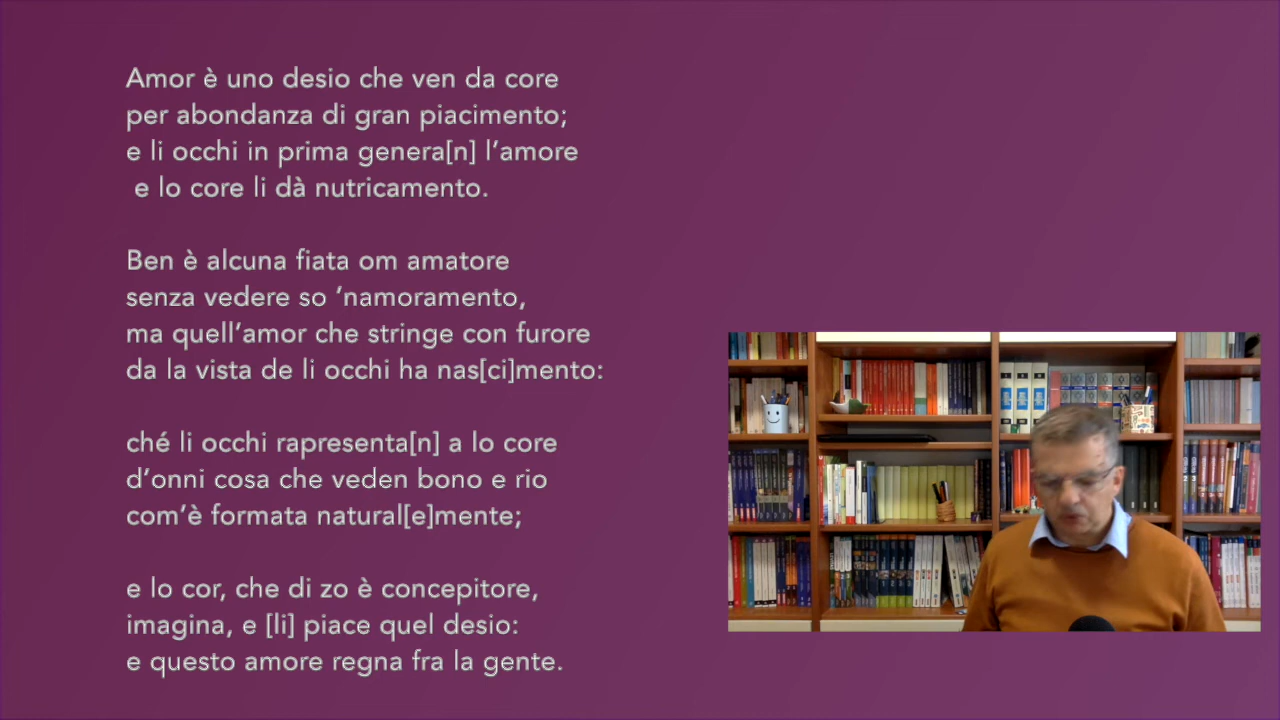 Amor è uno desio che ven da core
per abondanza di gran piacimento;
e li occhi in prima genera[n] l’amore
e lo core li dà nutricamento.
Ben è alcuna fiata om amatore
senza vedere so ’namoramento,
ma quell’amor che stringe con furore
da la vista de li occhi ha nas[ci]mento:
ché li occhi rapresenta[n] a lo core
d’onni cosa che veden bono e rio
com’è formata natural[e]mente;
e lo cor, che di zo è concepitore,
imagina, e [li] piace quel desio:
e questo amore regna fra la gente.